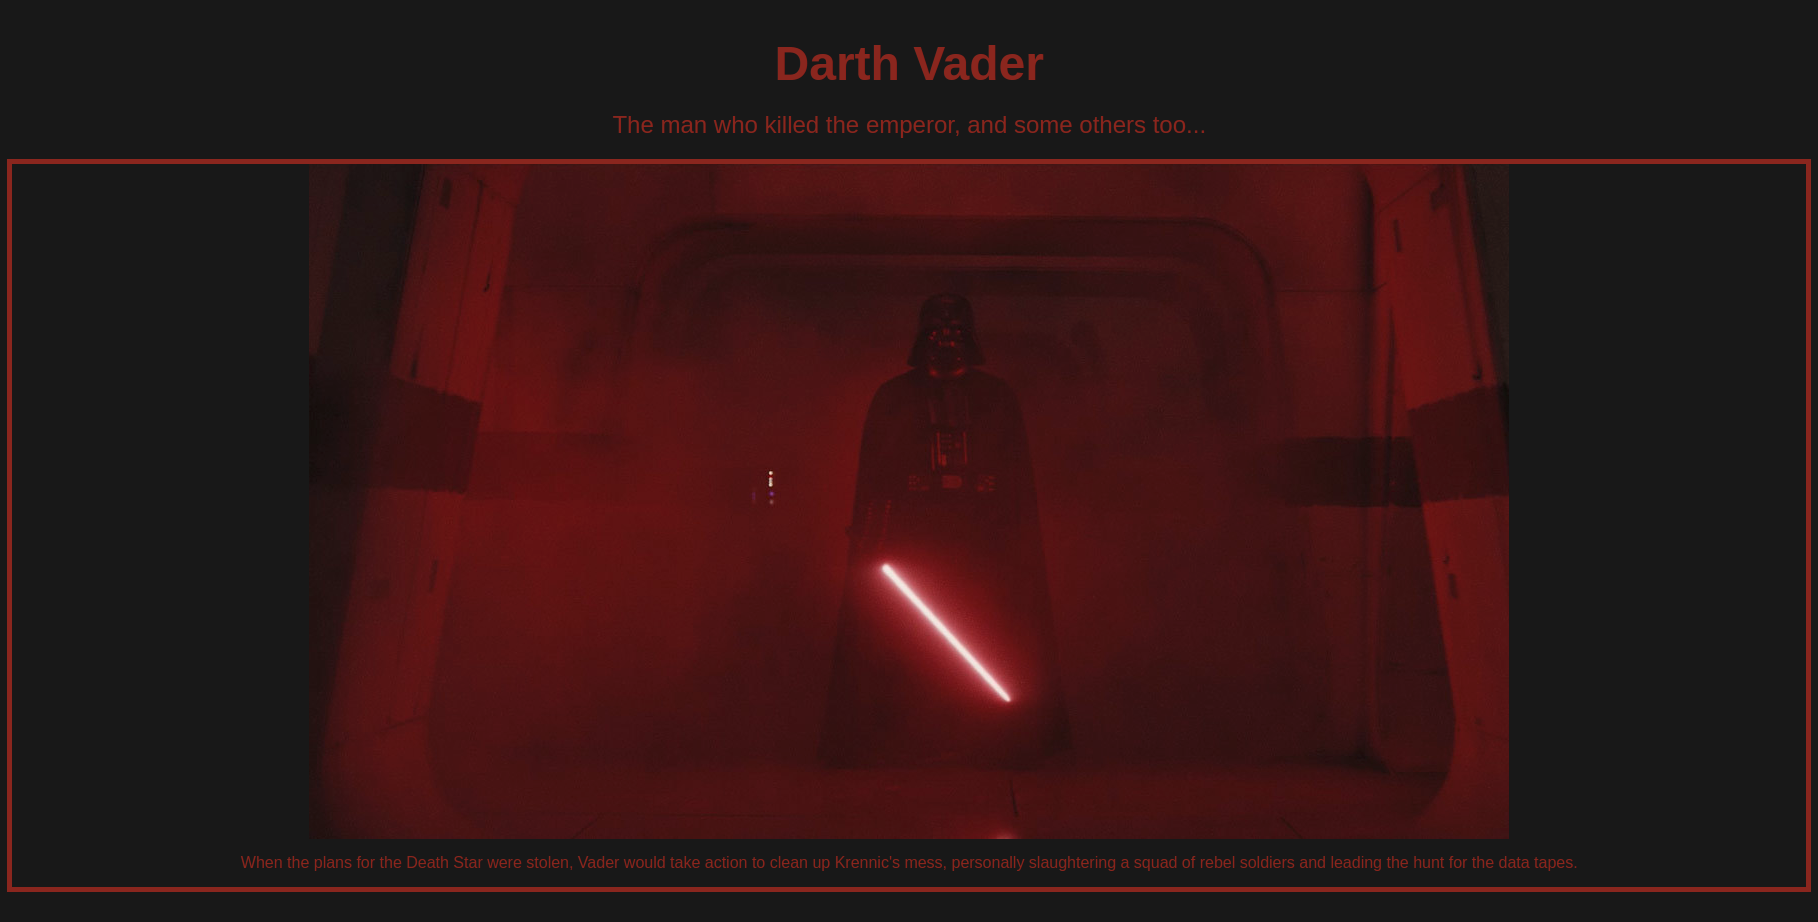 Darth Vader
The man who killed the emperor, and some others too...
When the plans for the Death Star were stolen, Vader would take action to clean up Krennic's mess, personally slaughtering a squad of rebel soldiers and leading the hunt for the data tapes.